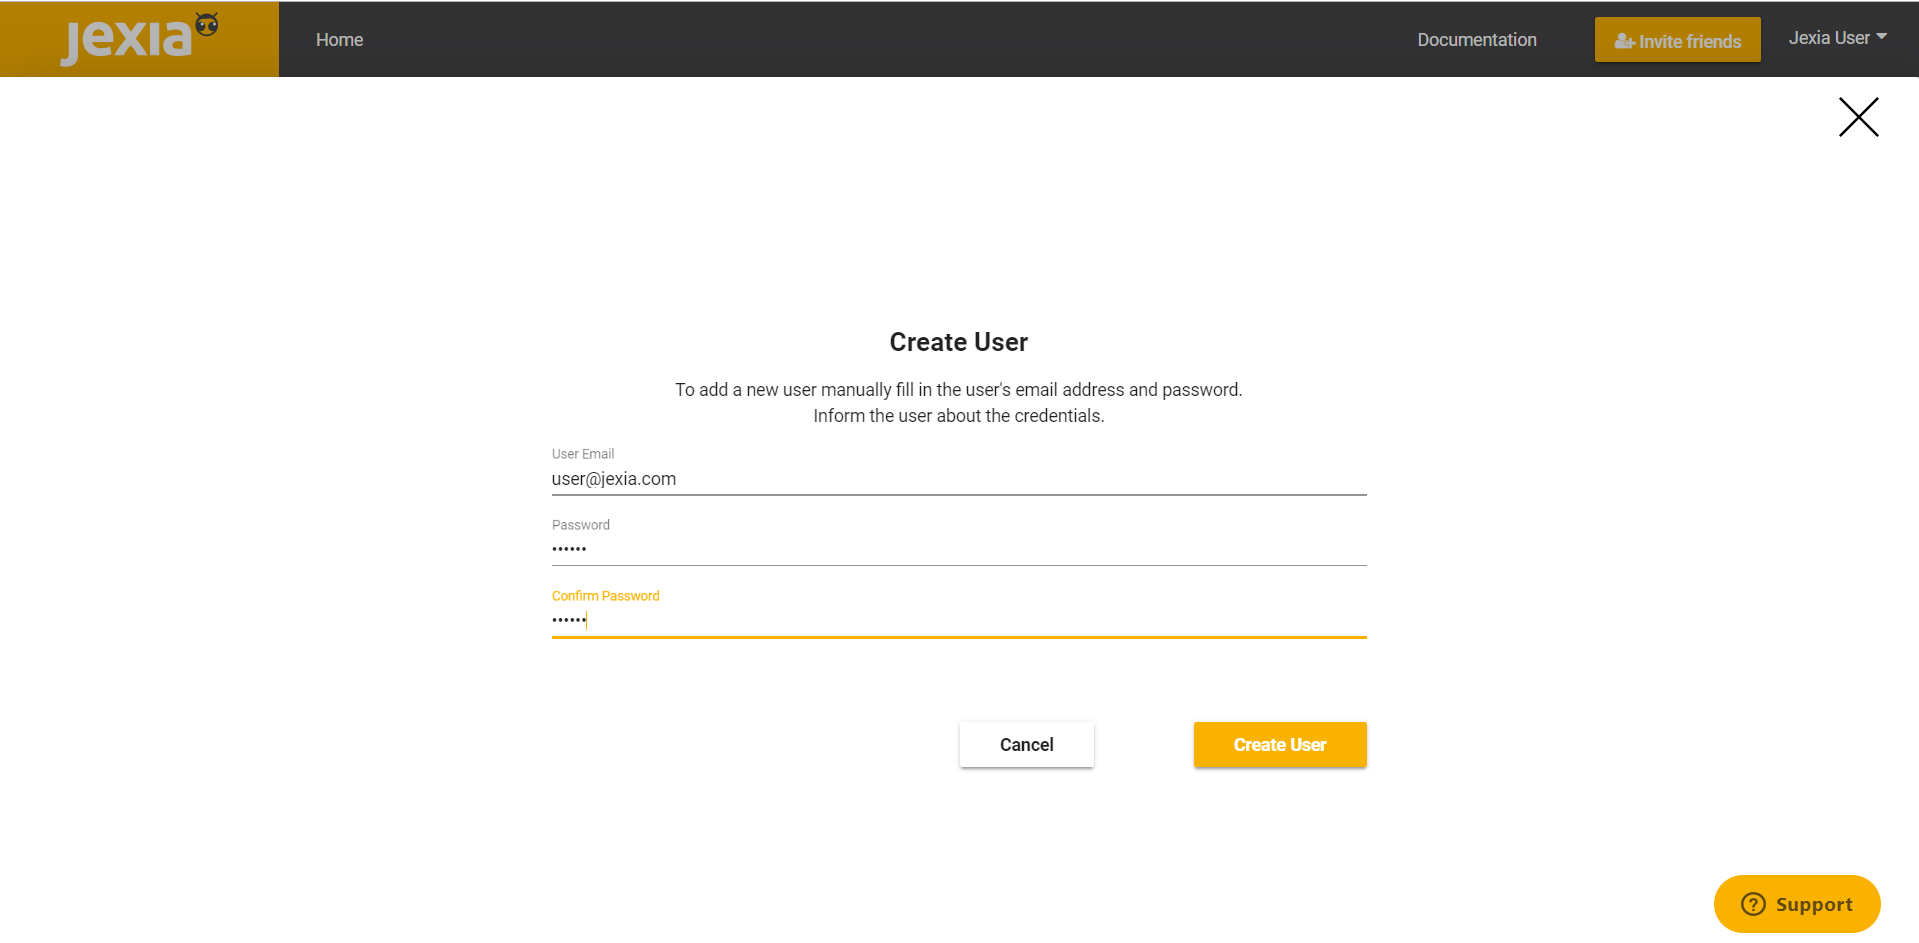 jexia
Home
Documentation
Invite friends
Jexia User
Create User
To add a new user manually fill in the user's email address and password.
Inform the user about the credentials.
User Email
user@jexia.com
Password
••••••
Confirm Password
••••••
Cancel
Create User
? Support